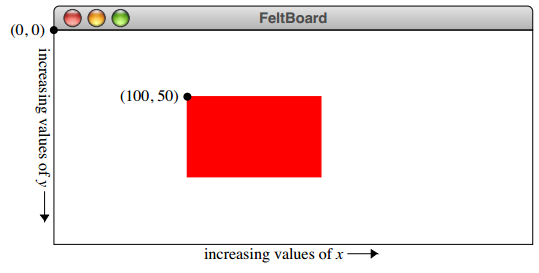 FeltBoard
(0, 0)
increasing values of y
(100, 50)
increasing values of x